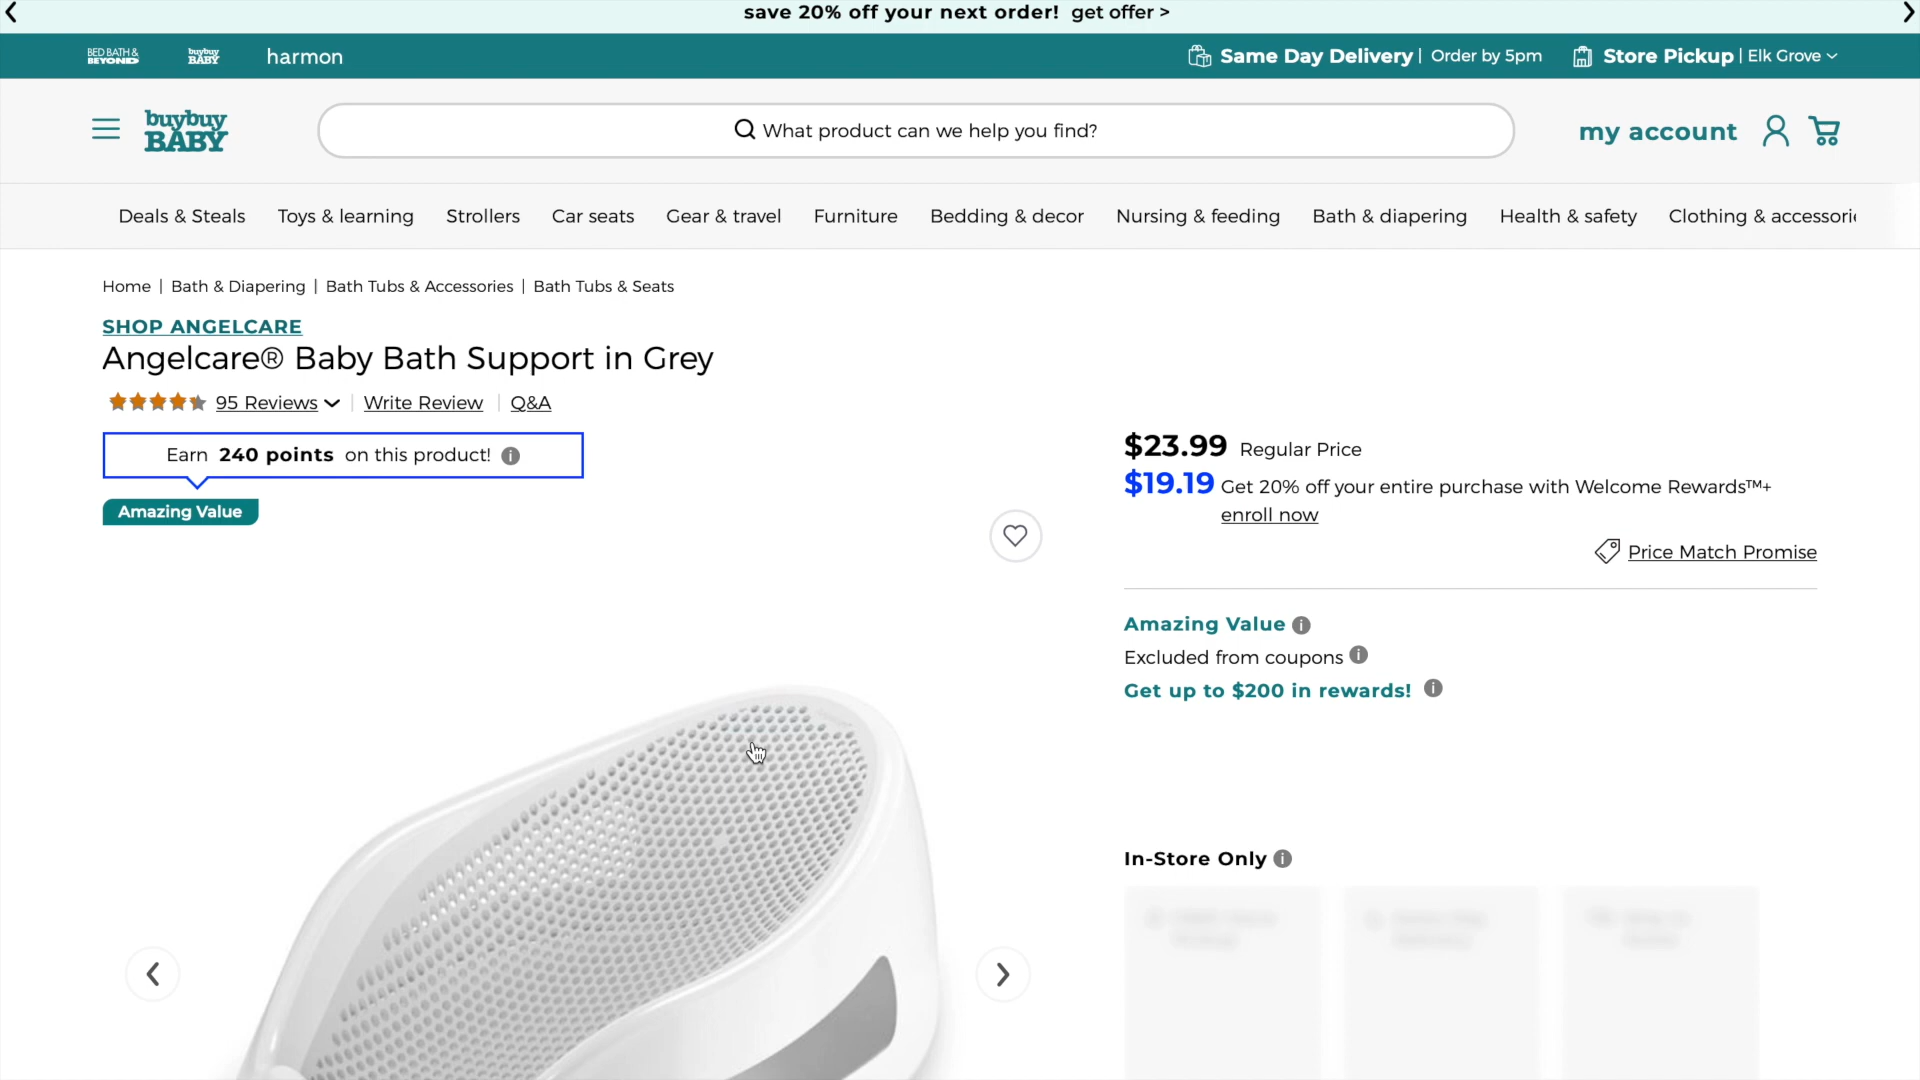 save 20% off your next order! get offer >
BED BATH & BEYOND buybuy BABY harmon Same Day Delivery | Order by 5pm Store Pickup | Elk Grove
buybuy BABY What product can we help you find? my account
Deals & Steals Toys & learning Strollers Car seats Gear & travel Furniture Bedding & decor Nursing & feeding Bath & diapering Health & safety Clothing & accessori
Home | Bath & Diapering | Bath Tubs & Accessories | Bath Tubs & Seats
SHOP ANGELCARE
Angelcare® Baby Bath Support in Grey
95 Reviews | Write Review | Q&A
Earn 240 points on this product!
Amazing Value
$23.99 Regular Price
$19.19 Get 20% off your entire purchase with Welcome Rewards™+
enroll now
Price Match Promise
Amazing Value
Excluded from coupons
Get up to $200 in rewards!
In-Store Only